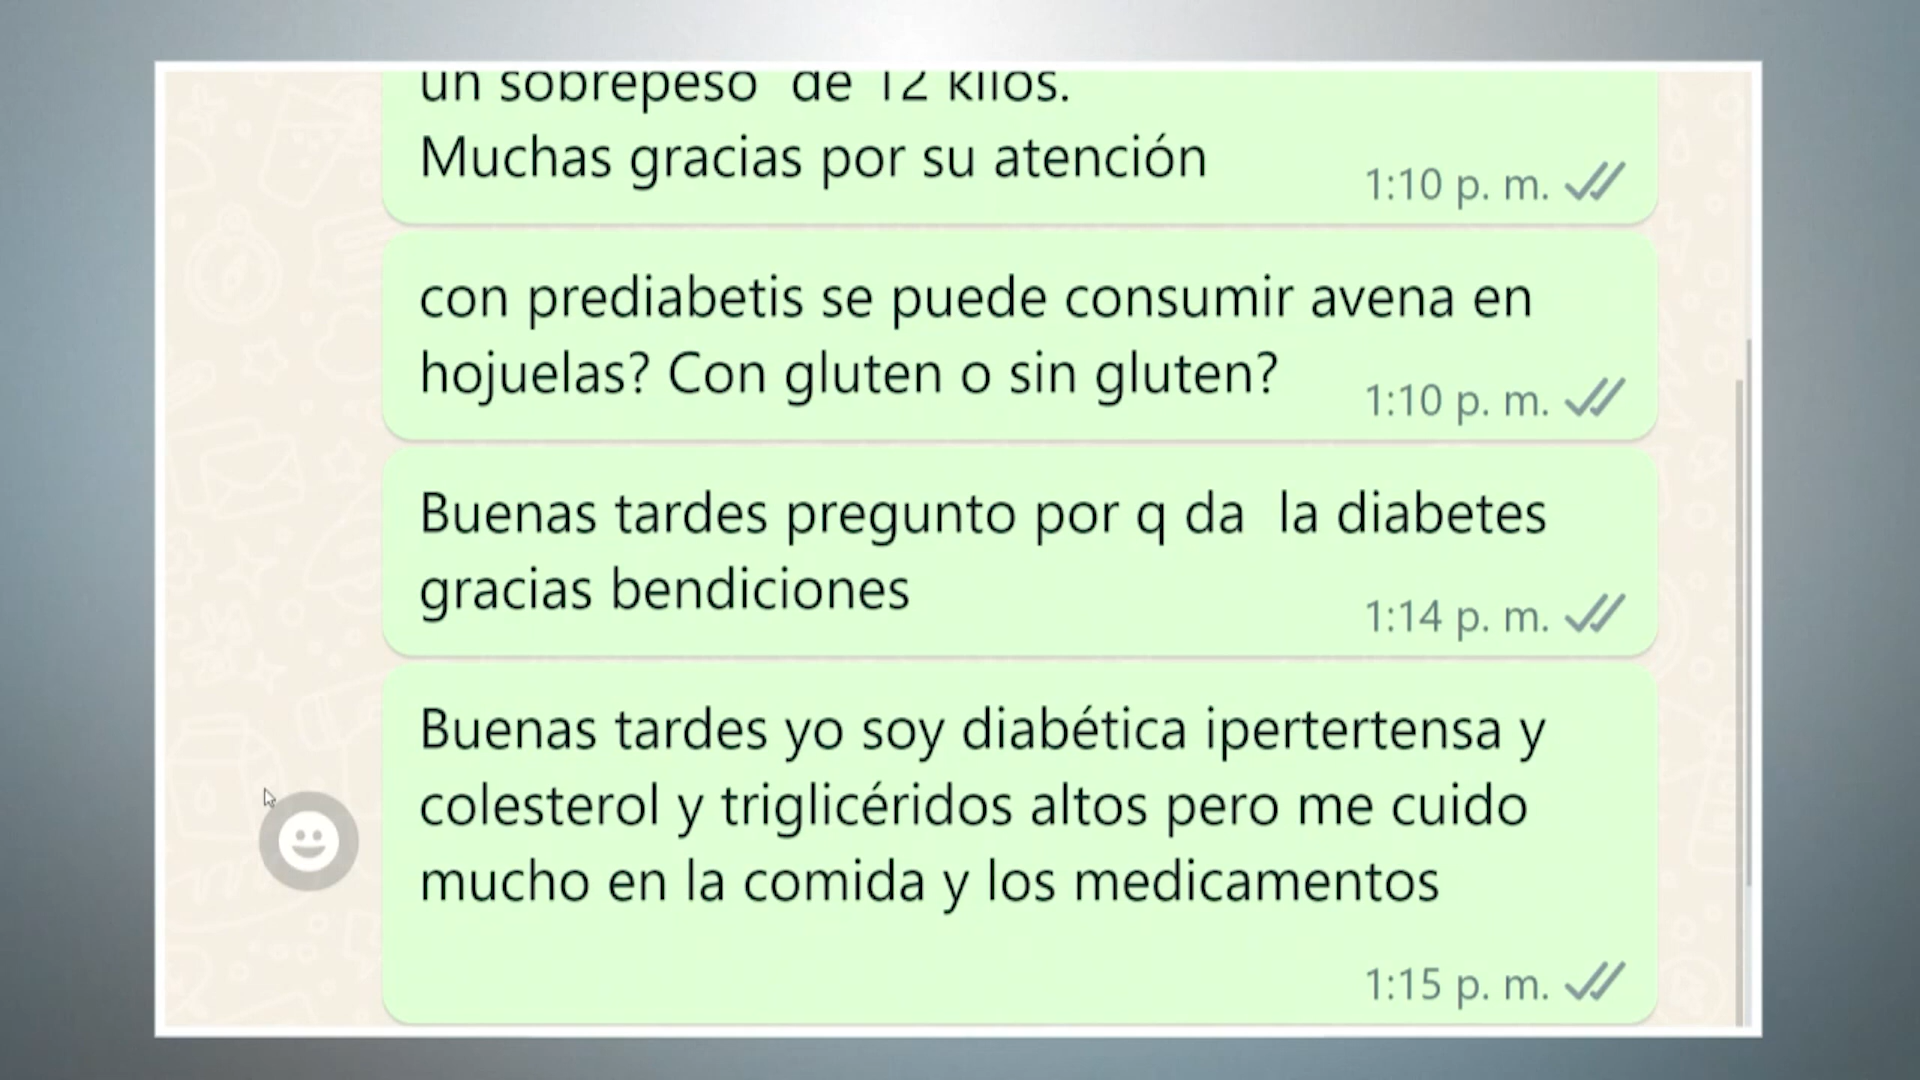 un sobrepeso de 12 kilos.
Muchas gracias por su atención
1:10 p. m.
con prediabetis se puede consumir avena en
hojuelas? Con gluten o sin gluten?
1:10 p. m.
Buenas tardes pregunto por q da la diabetes
gracias bendiciones
1:14 p. m.
Buenas tardes yo soy diabética ipertertensa y
colesterol y triglicéridos altos pero me cuido
mucho en la comida y los medicamentos
1:15 p. m.